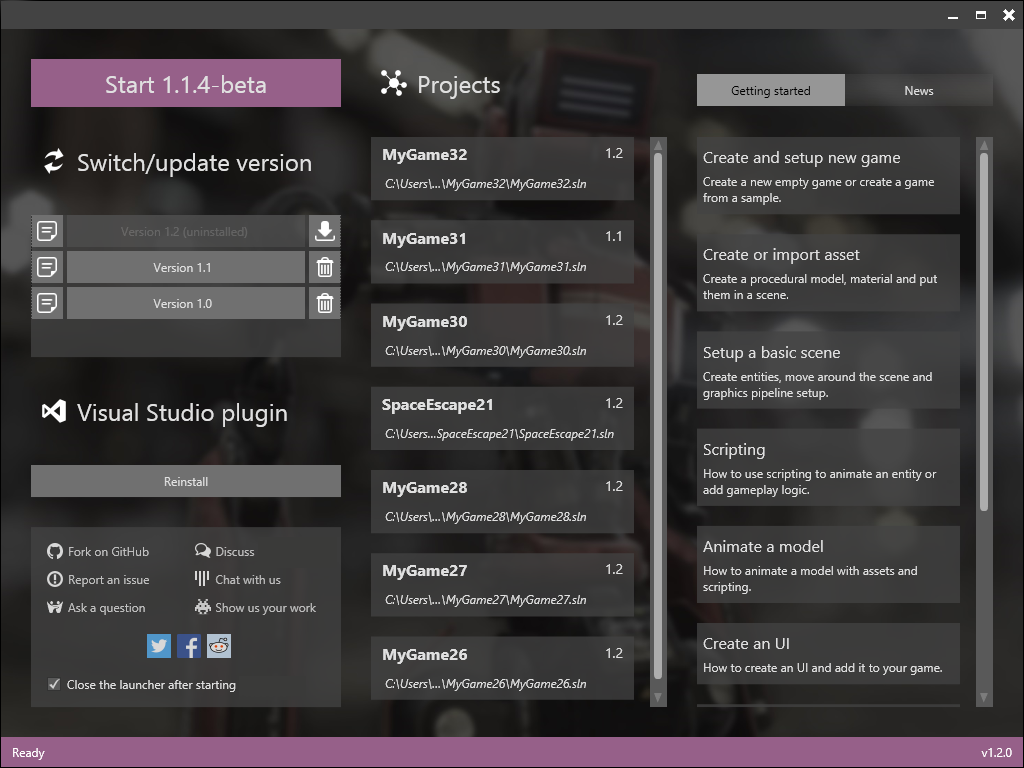 Start 1.1.4-beta
Switch/update version
Version 1.2 (uninstalled)
Version 1.1
Version 1.0
Visual Studio plugin
Reinstall
Fork on GitHub
Discuss
Report an issue
Chat with us
Ask a question
Show us your work
Close the launcher after starting
Projects
MyGame32 1.2
C:\Users\...\MyGame32\MyGame32.sln
MyGame31 1.1
C:\Users\...\MyGame31\MyGame31.sln
MyGame30 1.2
C:\Users\...\MyGame30\MyGame30.sln
SpaceEscape21 1.2
C:\Users...SpaceEscape21\SpaceEscape21.sln
MyGame28 1.2
C:\Users\...\MyGame28\MyGame28.sln
MyGame27 1.2
C:\Users\...\MyGame27\MyGame27.sln
MyGame26 1.2
C:\Users\...\MyGame26\MyGame26.sln
Getting started
News
Create and setup new game
Create a new empty game or create a game
from a sample.
Create or import asset
Create a procedural model, material and put
them in a scene.
Setup a basic scene
Create entities, move around the scene and
graphics pipeline setup.
Scripting
How to use scripting to animate an entity or
add gameplay logic.
Animate a model
How to animate a model with assets and
scripting.
Create an UI
How to create an UI and add it to your game.
Ready
v1.2.0